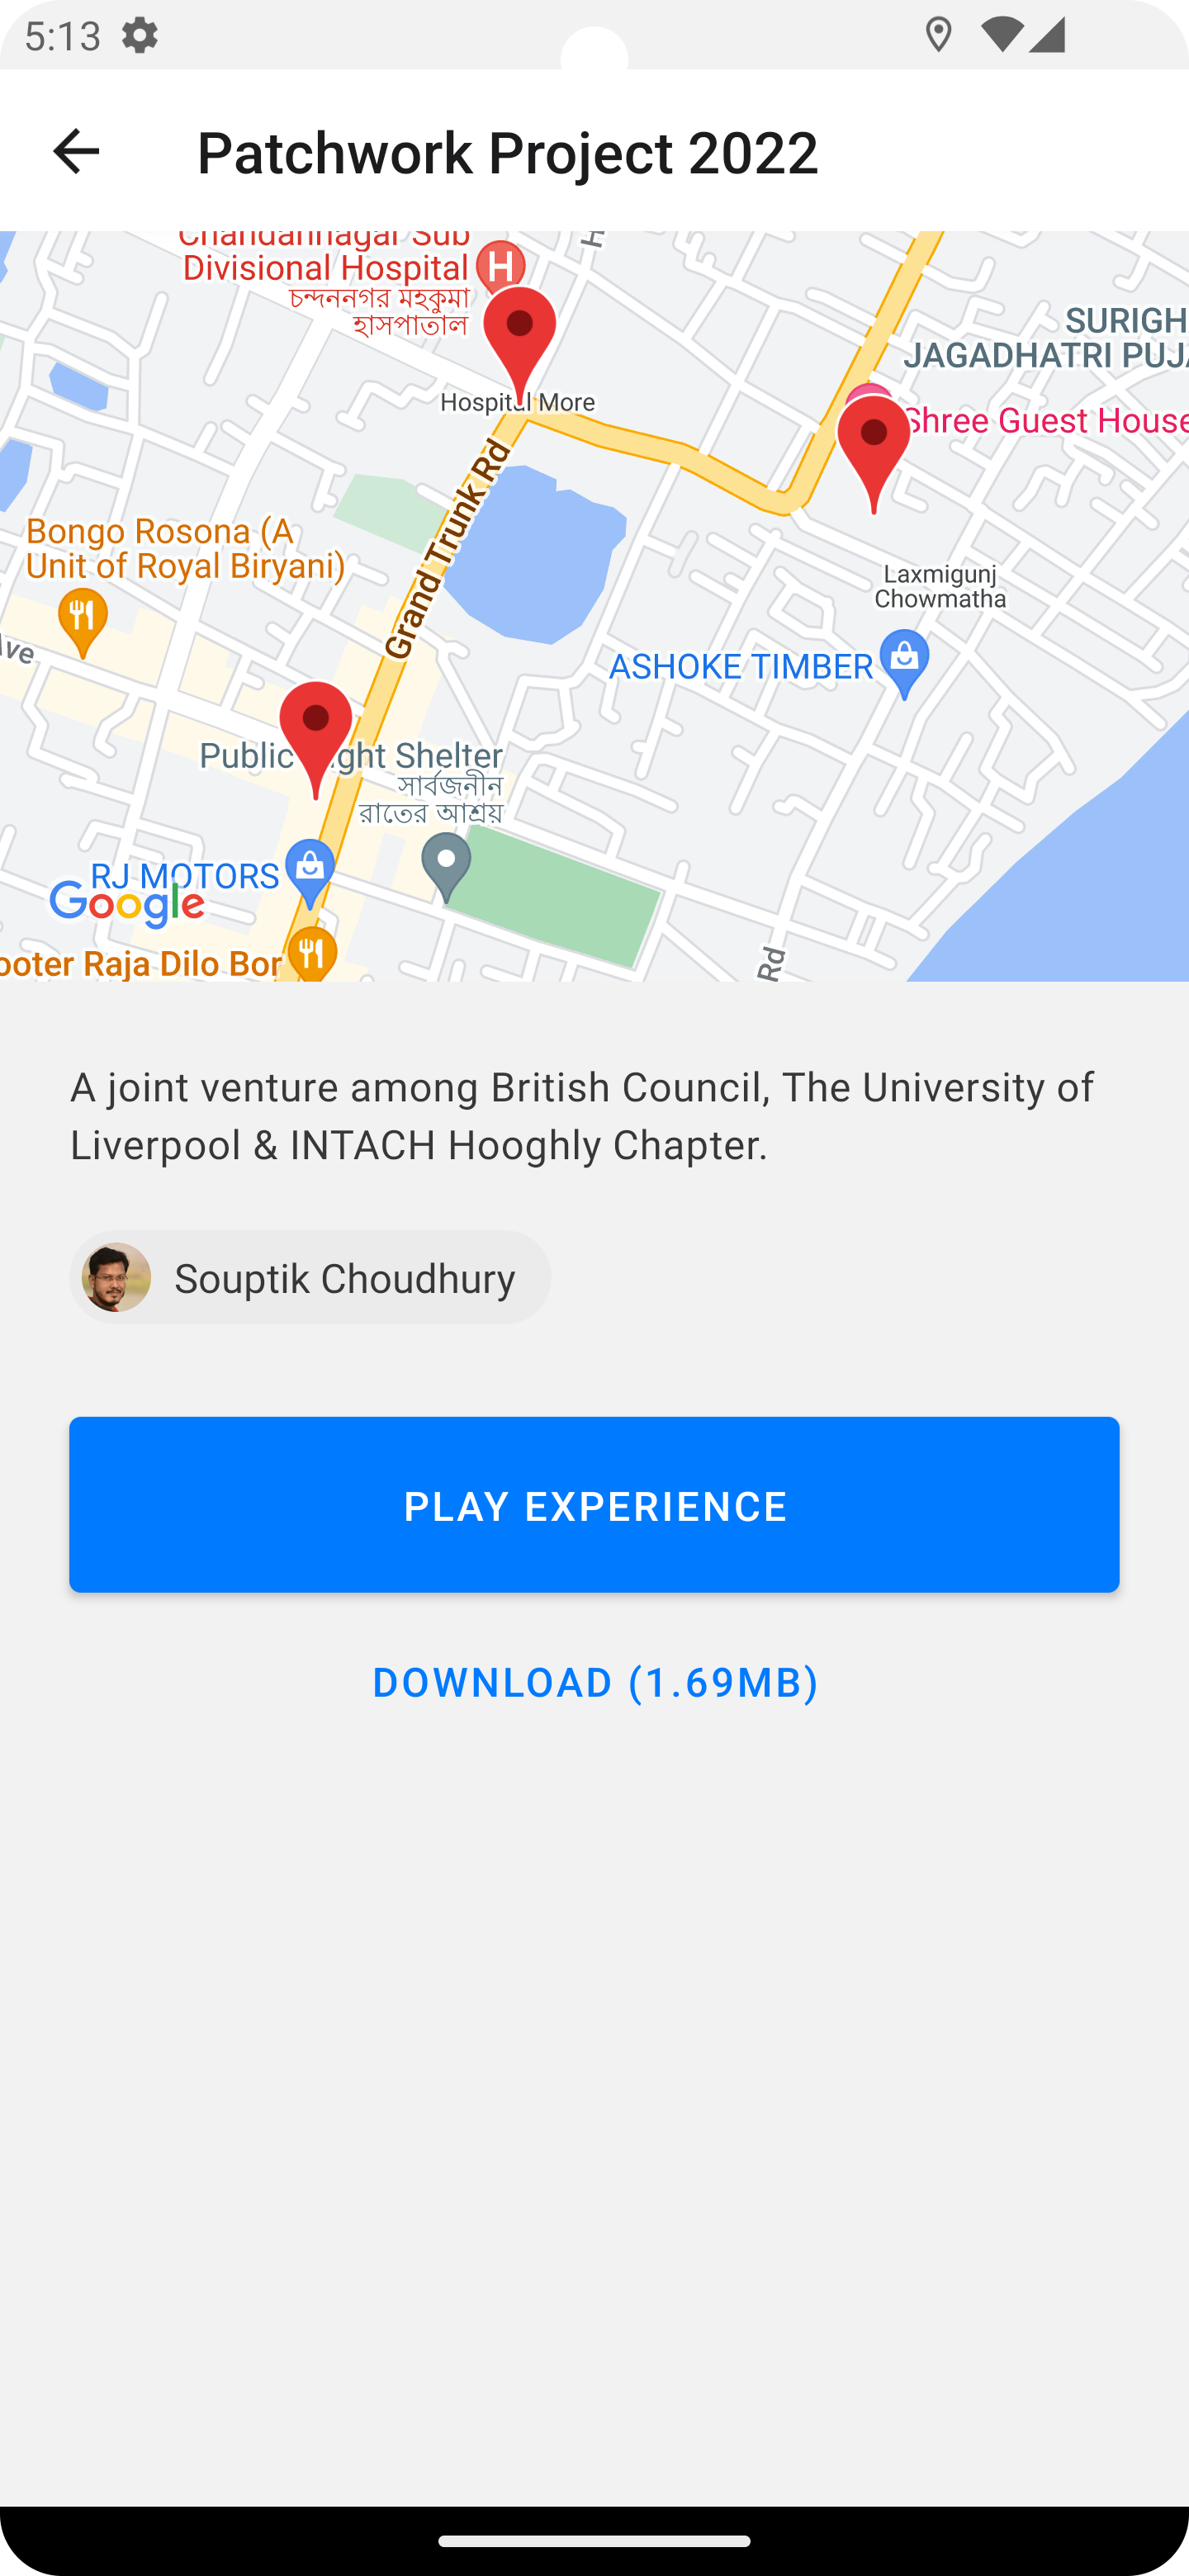 5:13
Patchwork Project 2022
Chandannagar Sub
Divisional Hospital
চন্দননগর মহকুমা
হাসপাতাল
Hospital More
SURIGH
JAGADHATRI PUJA
Shree Guest House
Grand Trunk Rd
Bongo Rosona (A
Unit of Royal Biryani)
Laxmigunj
Chowmatha
Ave
ASHOKE TIMBER
Public Night Shelter
সার্বজনীন
রাতের আশ্রয়
RJ MOTORS
Google
ooter Raja Dilo Bor
Rd
A joint venture among British Council, The University of
Liverpool & INTACH Hooghly Chapter.
Souptik Choudhury
PLAY EXPERIENCE
DOWNLOAD (1.69MB)